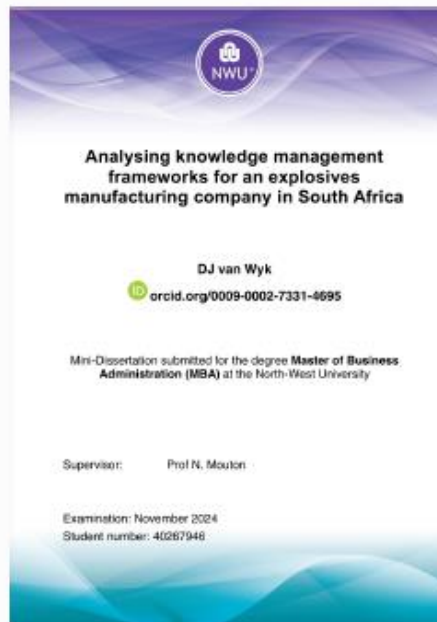 NWU
Analysing knowledge management
frameworks for an explosives
manufacturing company in South Africa
DJ van Wyk
iD orcid.org/0009-0002-7331-4695
Mini-Dissertation submitted for the degree Master of Business
Administration (MBA) at the North-West University
Supervisor: Prof N. Mouton
Examination: November 2024
Student number: 40267946